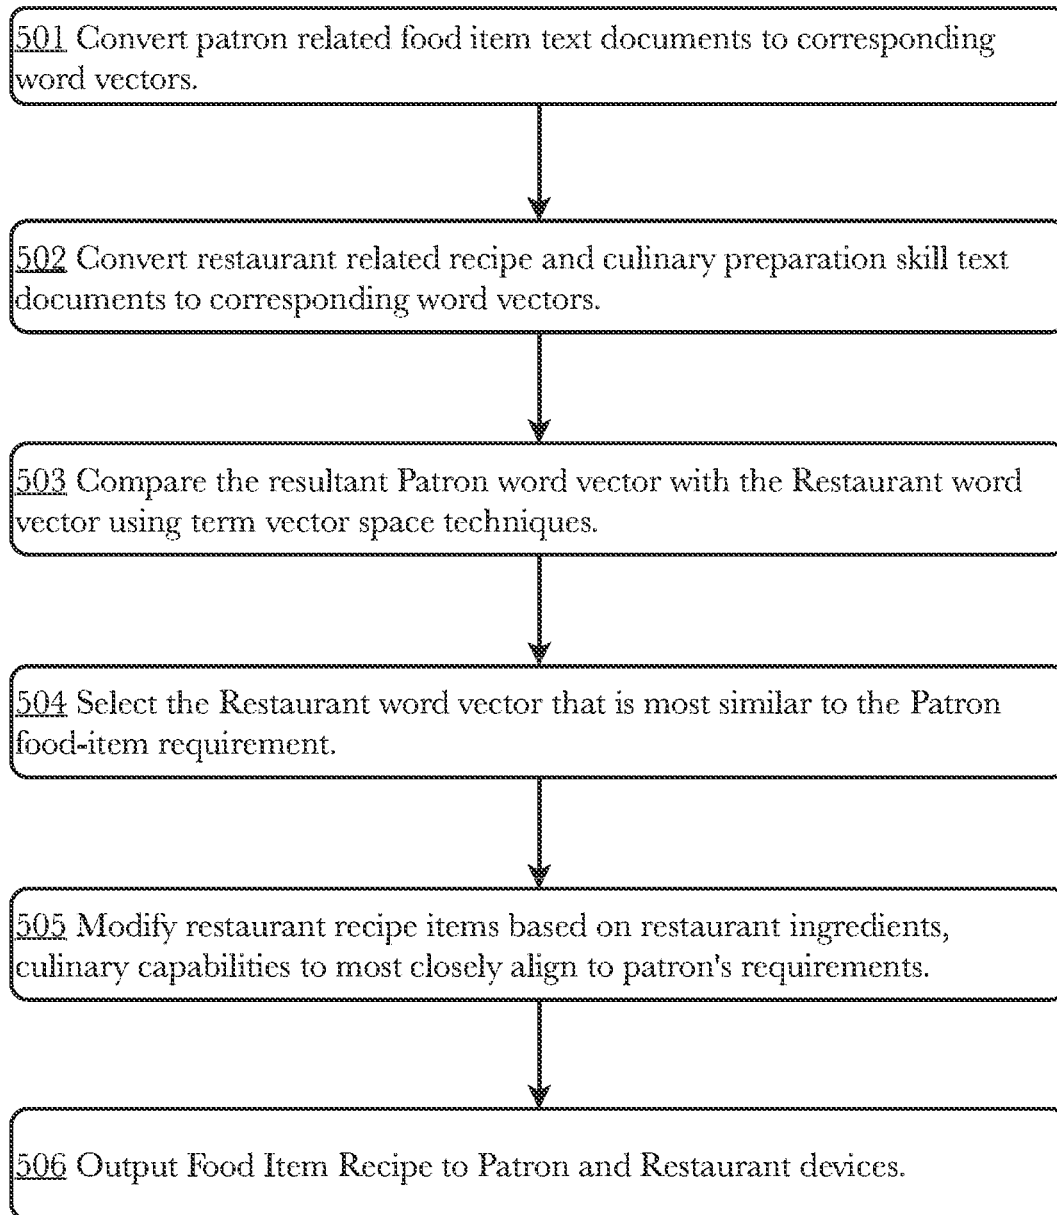 501 Convert patron related food item text documents to corresponding
word vectors.
502 Convert restaurant related recipe and culinary preparation skill text
documents to corresponding word vectors.
503 Compare the resultant Patron word vector with the Restaurant word
vector using term vector space techniques.
504 Select the Restaurant word vector that is most similar to the Patron
food-item requirement.
505 Modify restaurant recipe items based on restaurant ingredients,
culinary capabilities to most closely align to patron's requirements.
506 Output Food Item Recipe to Patron and Restaurant devices.